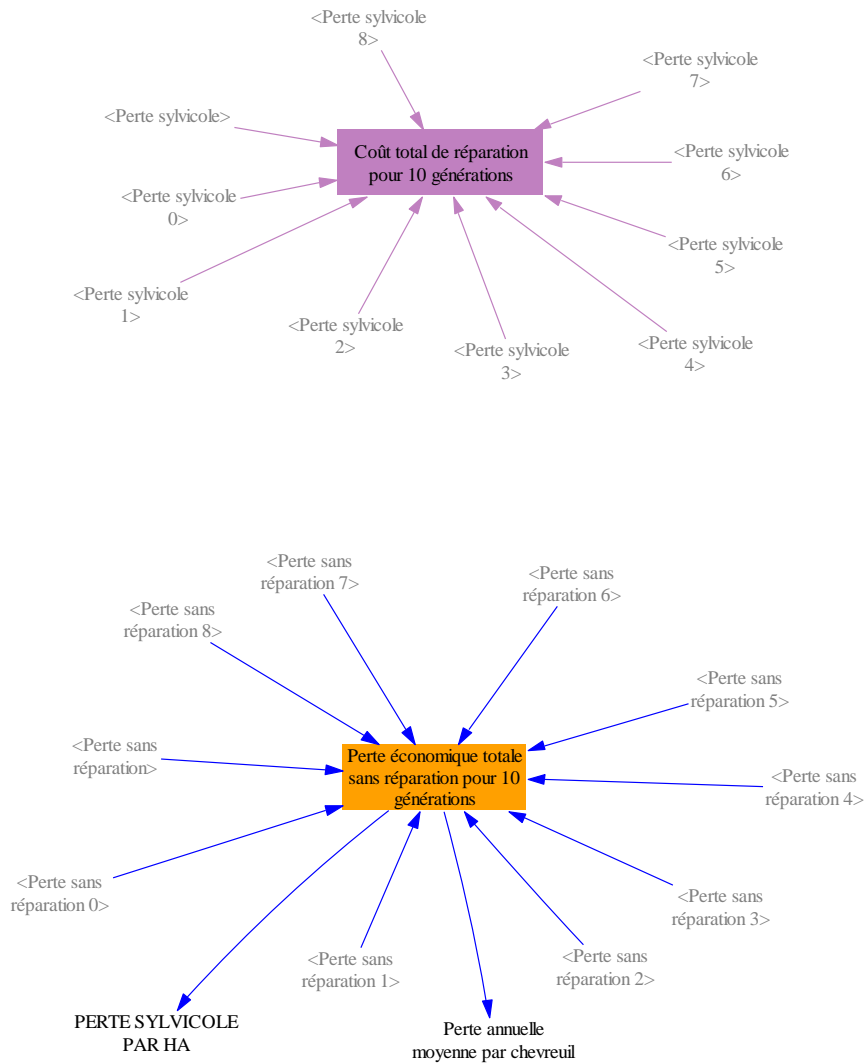 <Perte sylvicole
8>
<Perte sylvicole
7>
<Perte sylvicole>
Coût total de réparation
pour 10 générations
<Perte sylvicole
6>
<Perte sylvicole
0>
<Perte sylvicole
5>
<Perte sylvicole
1>
<Perte sylvicole
2>
<Perte sylvicole
3>
<Perte sylvicole
4>
<Perte sans
réparation 7>
<Perte sans
réparation 6>
<Perte sans
réparation 8>
<Perte sans
réparation 5>
<Perte sans
réparation>
Perte économique totale
sans réparation pour 10
générations
<Perte sans
réparation 4>
<Perte sans
réparation 0>
<Perte sans
réparation 3>
<Perte sans
réparation 1>
<Perte sans
réparation 2>
PERTE SYLVICOLE
PAR HA
Perte annuelle
moyenne par chevreuil